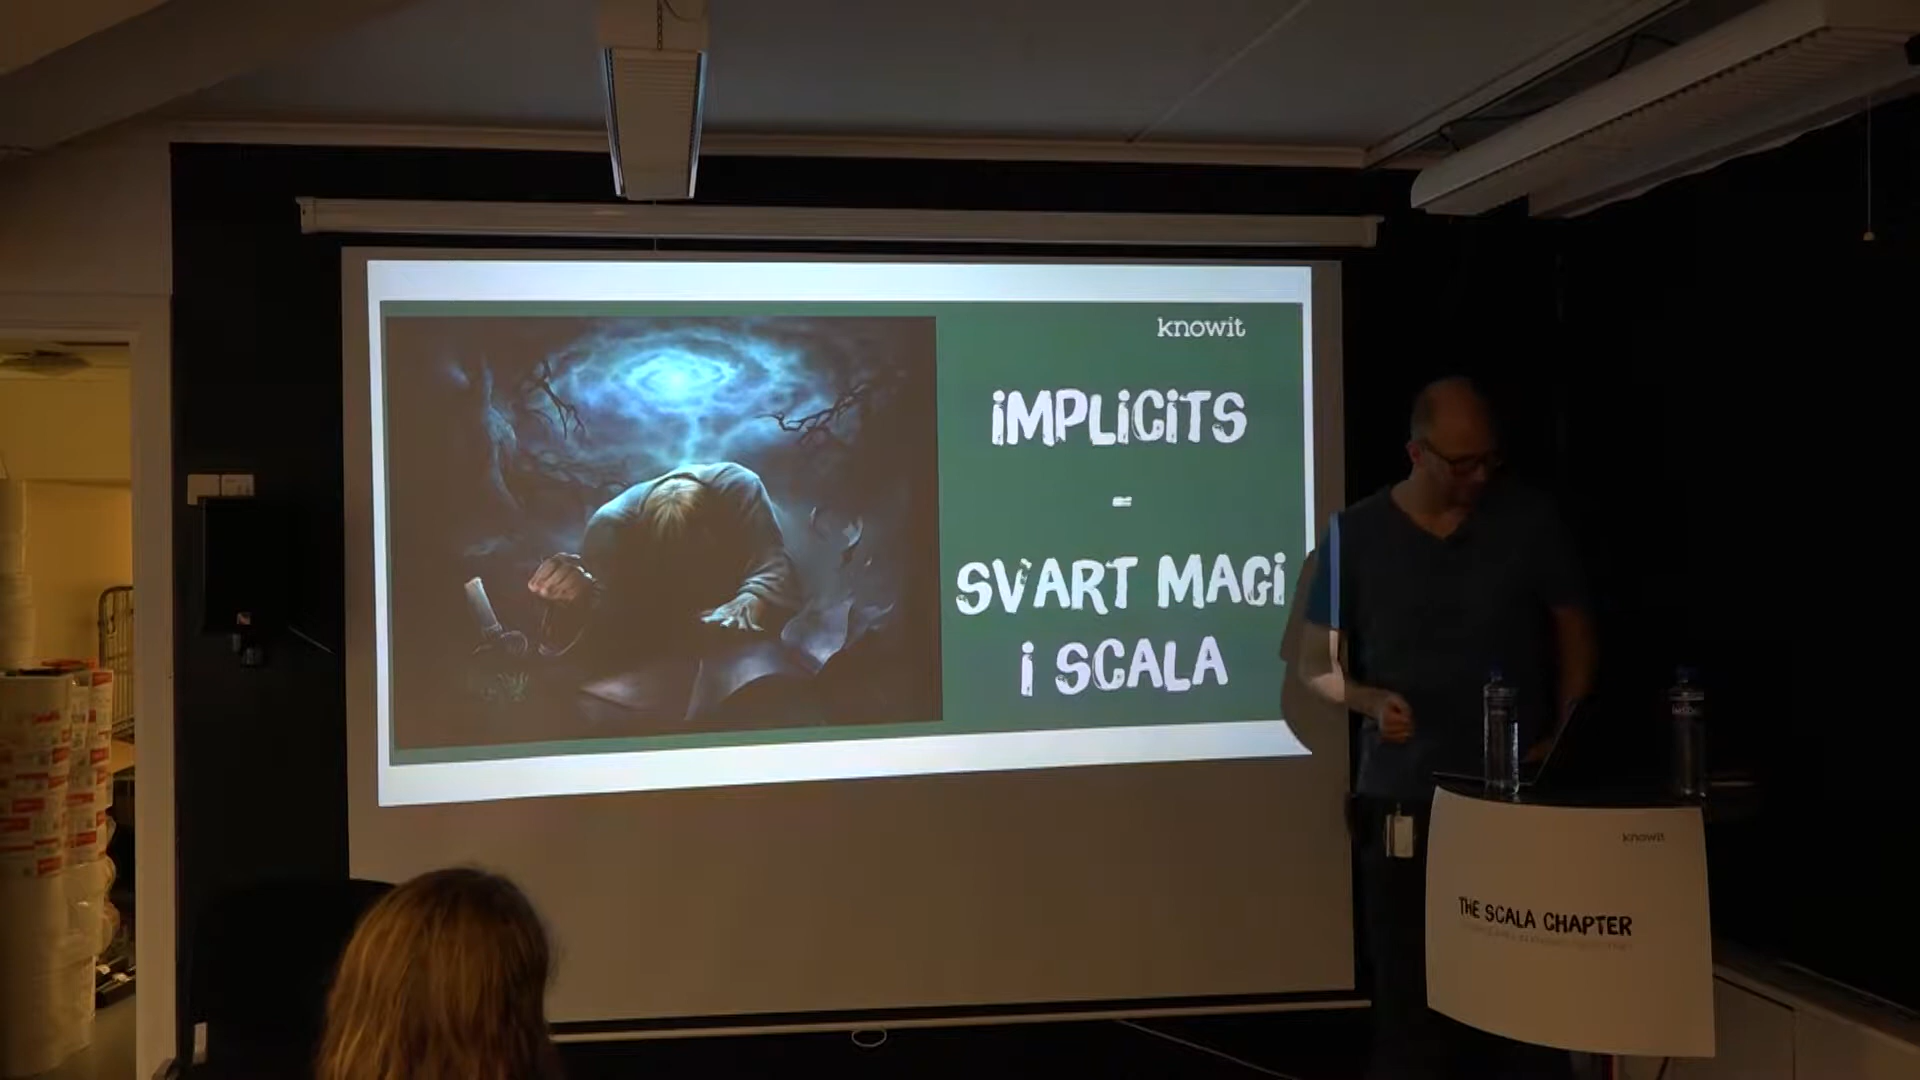 knowit
iMPLiCiTS
-
SVART MAGi
i SCALA
knowit
THE SCALA CHAPTER